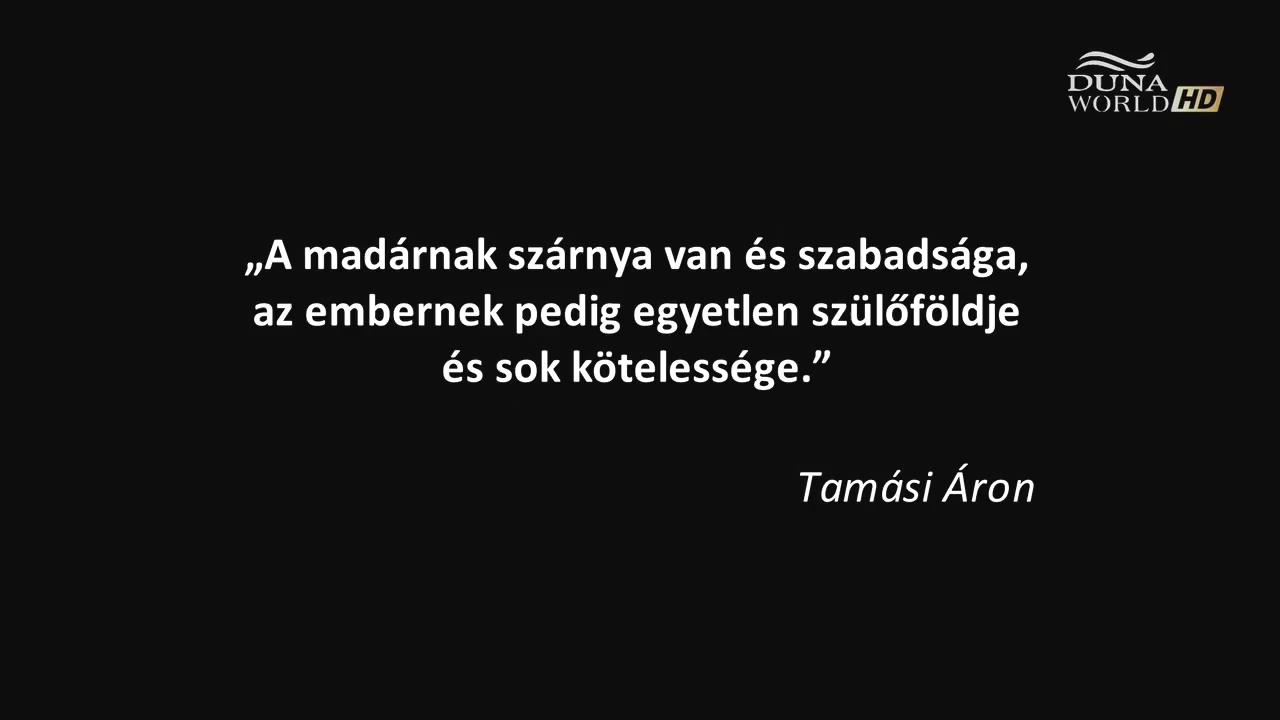 DUNA
WORLD HD
„A madárnak szárnya van és szabadsága,
az embernek pedig egyetlen szülőföldje
és sok kötelessége.”
Tamási Áron